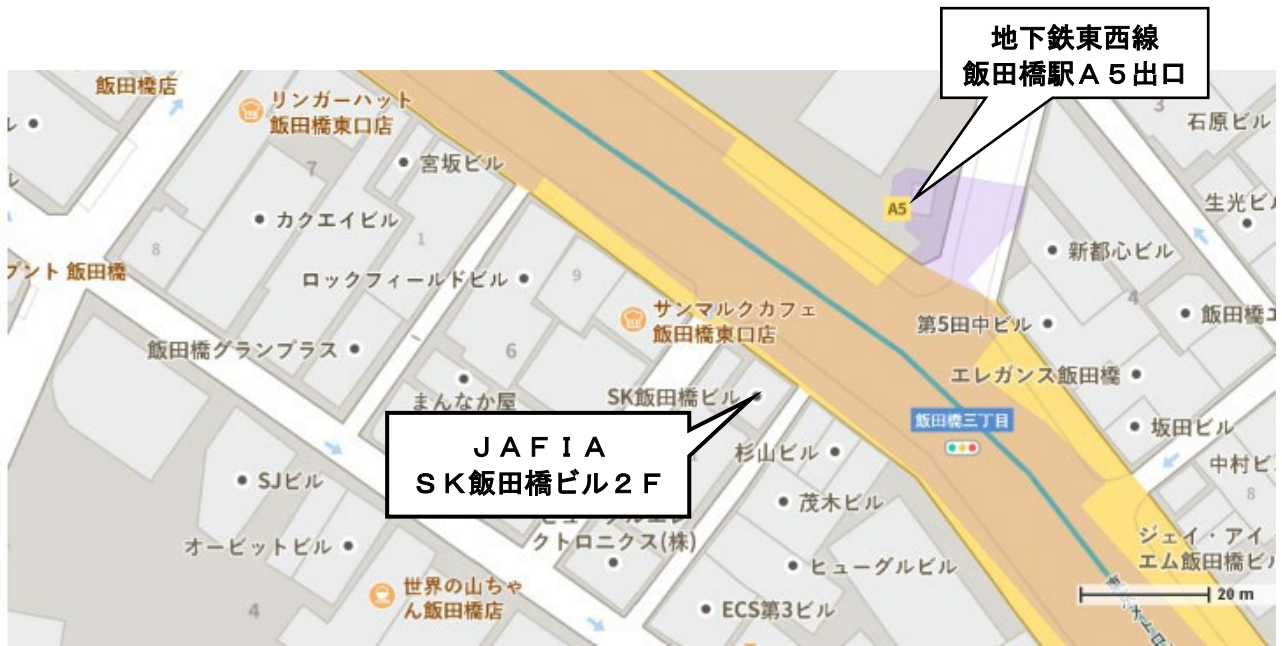 地下鉄東西線
飯田橋駅A5出口
飯田橋店
リンガーハット
飯田橋東口店
3
石原ビル
宮坂ビル
7
生光ビル
A5
カクエイビル
8
1
新都心ビル
プント 飯田橋
ロックフィールドビル
9
4
サンマルクカフェ
飯田橋東口店
第5田中ビル
飯田橋エ
飯田橋グランプラス
6
エレガンス飯田橋
まんなか屋
SK飯田橋ビル
飯田橋三丁目
坂田ビル
JAFIA
SK飯田橋ビル2F
杉山ビル
中村ビ
SJビル
8
茂木ビル
クトロニクス(株)
オービットビル
ジェイ・アイ
エム飯田橋ビル
ヒューグルビル
世界の山ちゃ
ん飯田橋店
4
ECS第3ビル
20 m